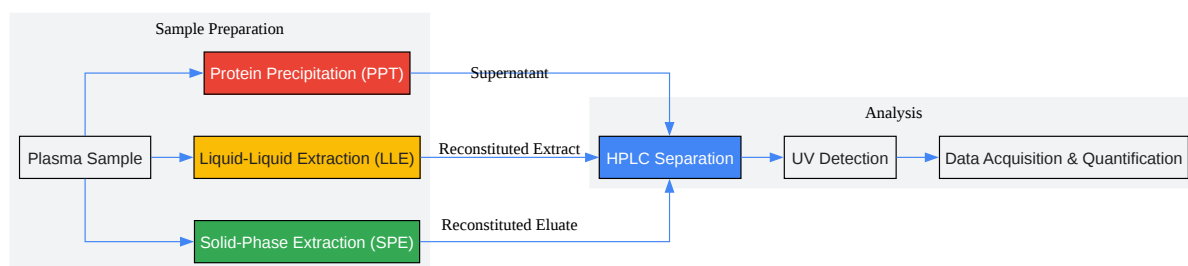 Sample Preparation
Protein Precipitation (PPT)
Supernatant
Analysis
Plasma Sample
Liquid-Liquid Extraction (LLE)
Reconstituted Extract
HPLC Separation
UV Detection
Data Acquisition & Quantification
Solid-Phase Extraction (SPE)
Reconstituted Eluate